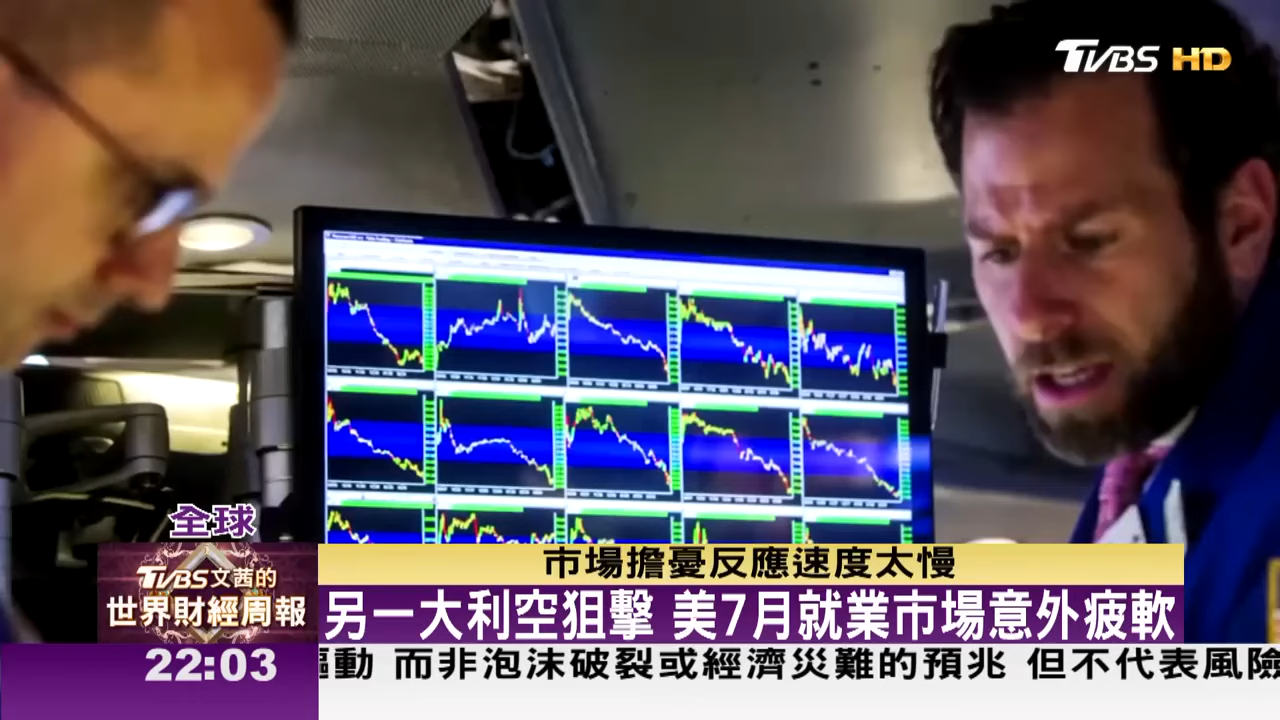 TVBS HD
全球
市場擔憂反應速度太慢
TVBS文茜的
世界財經周報
另一大利空狙擊 美7月就業市場意外疲軟
22:03
驅動 而非泡沫破裂或經濟災難的預兆 但不代表風險